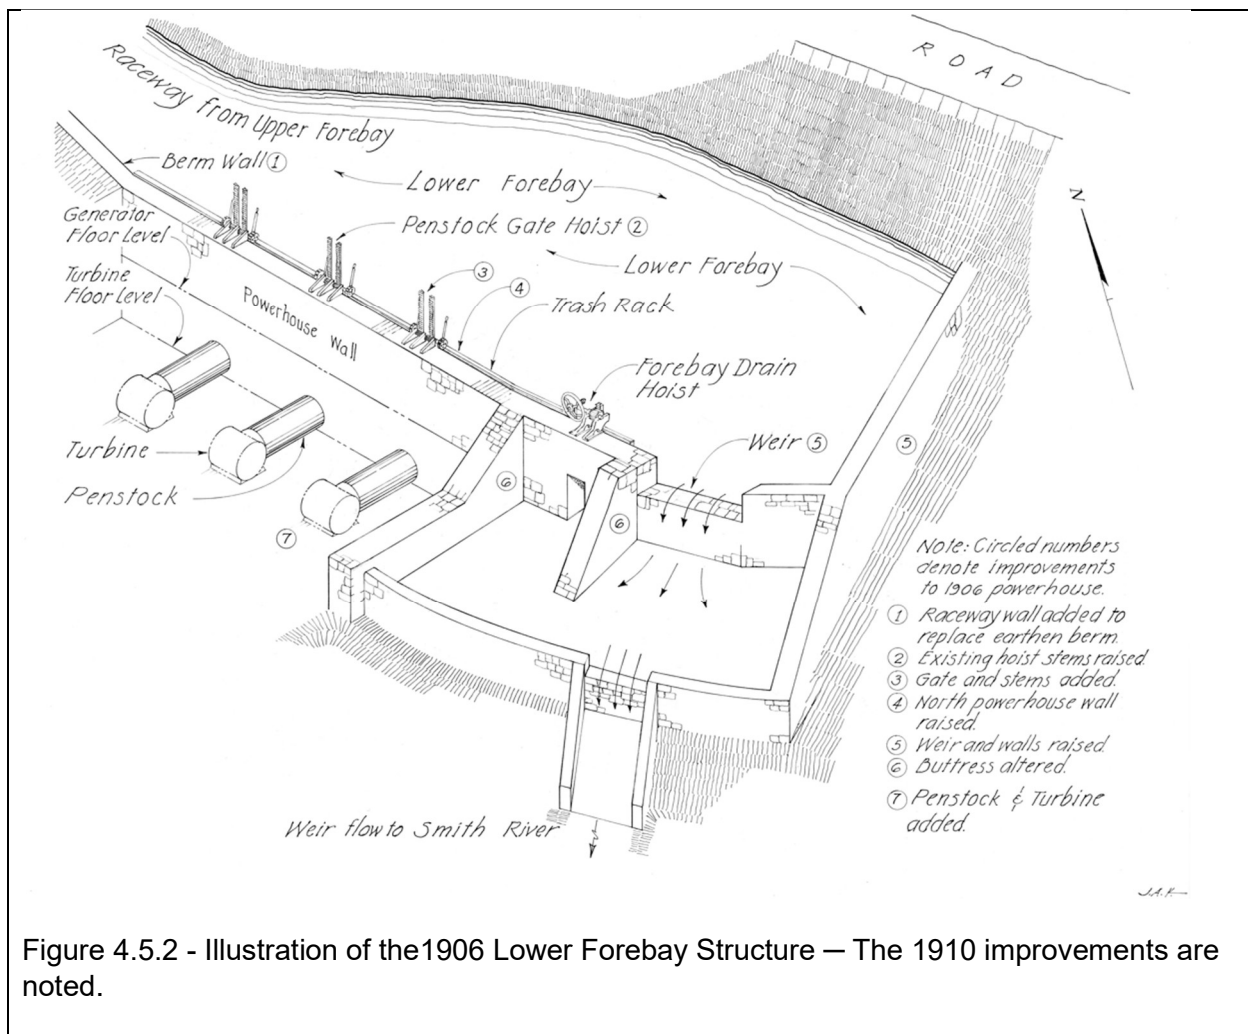 ROAD
Raceway from Upper Forebay
Berm Wall ①
Lower Forebay
Generator
Floor Level
Penstock Gate Hoist ②
Turbine
Floor Level
③
Lower Forebay
④
Trash Rack
N
Powerhouse Wall
Forebay Drain
Hoist
Weir ⑤
⑤
Turbine
Penstock
⑥
⑥
⑦
Note: Circled numbers
denote improvements
to 1906 powerhouse.
① Raceway wall added to
replace earthen berm.
② Existing hoist stems raised.
③ Gate and stems added.
④ North powerhouse wall
raised.
⑤ Weir and walls raised.
⑥ Buttress altered.
⑦ Penstock & Turbine
added.
Weir flow to Smith River
Figure 4.5.2 - Illustration of the1906 Lower Forebay Structure — The 1910 improvements are
noted.